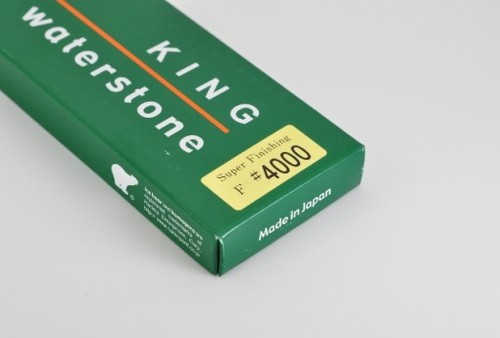 KING
waterstone
Super Finishing
F #4000
Made in Japan